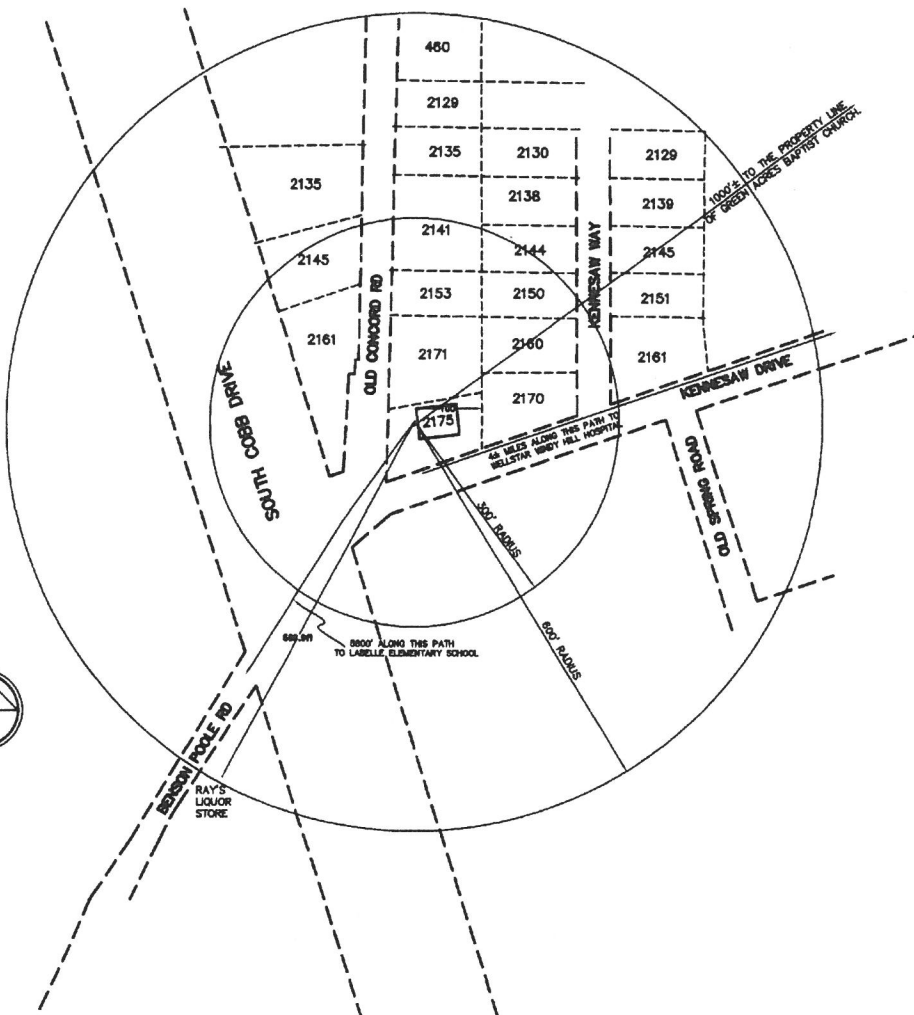 460
2129
2135
2130
2129
2135
2138
2139
1000'± TO THE PROPERTY LINE
OF GREEN ACRES BAPTIST CHURCH.
2141
2144
2145
2145
KENNESAW WAY
OLD CONCORD RD
2153
2150
2151
2161
2171
2160
2161
SOUTH COBB DRIVE
2170
KENNESAW DRIVE
2175
4± MILES ALONG THIS PATH TO
WELLSTAR WINDY HILL HOSPITAL
OLD SPRING ROAD
300' RADIUS
600' RADIUS
ALONG THIS PATH
TO LABELLE ELEMENTARY SCHOOL
BENSON POOLE RD
RAY'S
LIQUOR
STORE